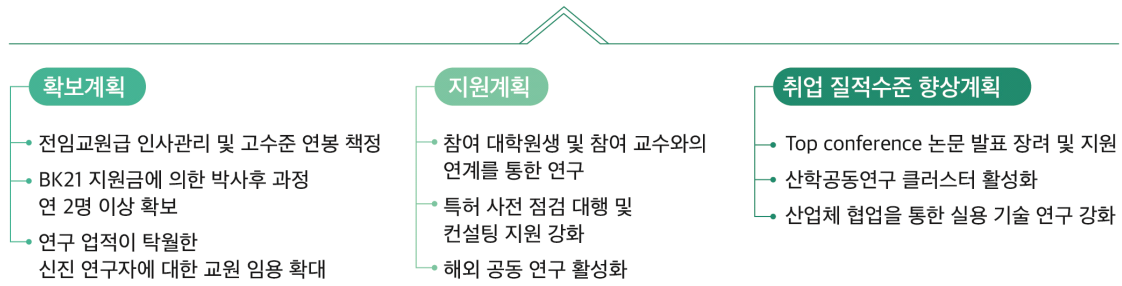 확보계획
전임교원급 인사관리 및 고수준 연봉 책정
BK21 지원금에 의한 박사후 과정
연 2명 이상 확보
연구 업적이 탁월한
신진 연구자에 대한 교원 임용 확대
지원계획
참여 대학원생 및 참여 교수와의
연계를 통한 연구
특허 사전 점검 대행 및
컨설팅 지원 강화
해외 공동 연구 활성화
취업 질적수준 향상계획
Top conference 논문 발표 장려 및 지원
산학공동연구 클러스터 활성화
산업체 협업을 통한 실용 기술 연구 강화